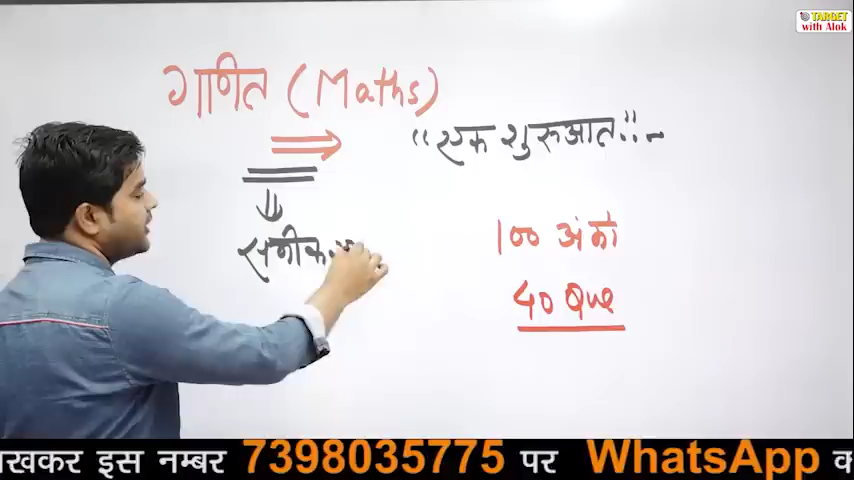 TARGET
with Alok
गणित (Maths)
"एक शुरुआत"
100 अंको
40 Que
खकर इस नम्बर 7398035775 पर WhatsApp क